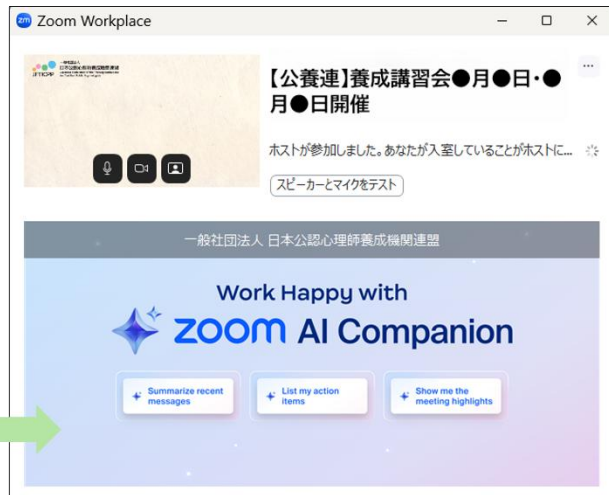 zm Zoom Workplace
JFTICPP
【公養連】養成講習会●月●日・●
月●日開催
ホストが参加しました。あなたが入室していることがホストに...
スピーカーとマイクをテスト
一般社団法人 日本公認心理師養成機関連盟
Work Happy with
zoom AI Companion
Summarize recent
messages
List my action
items
Show me the
meeting highlights